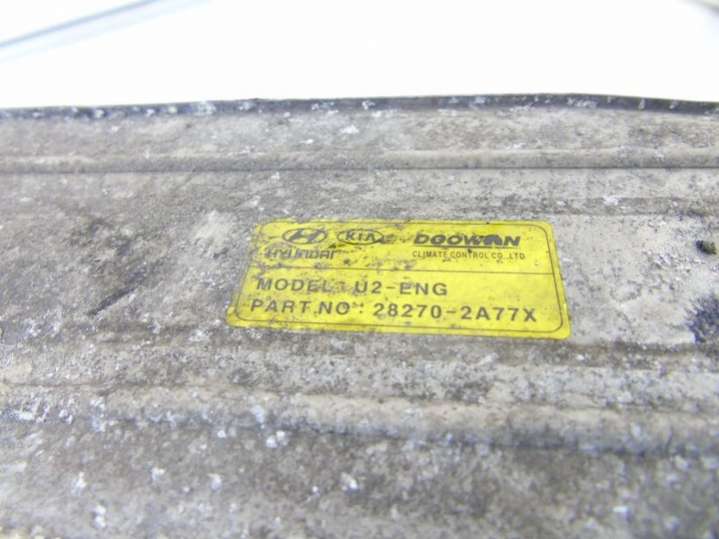 HYUNDAI KIA DOOWON
CLIMATE CONTROL CO., LTD.
MODEL : U2-ENG
PART.NO : 28270-2A77X